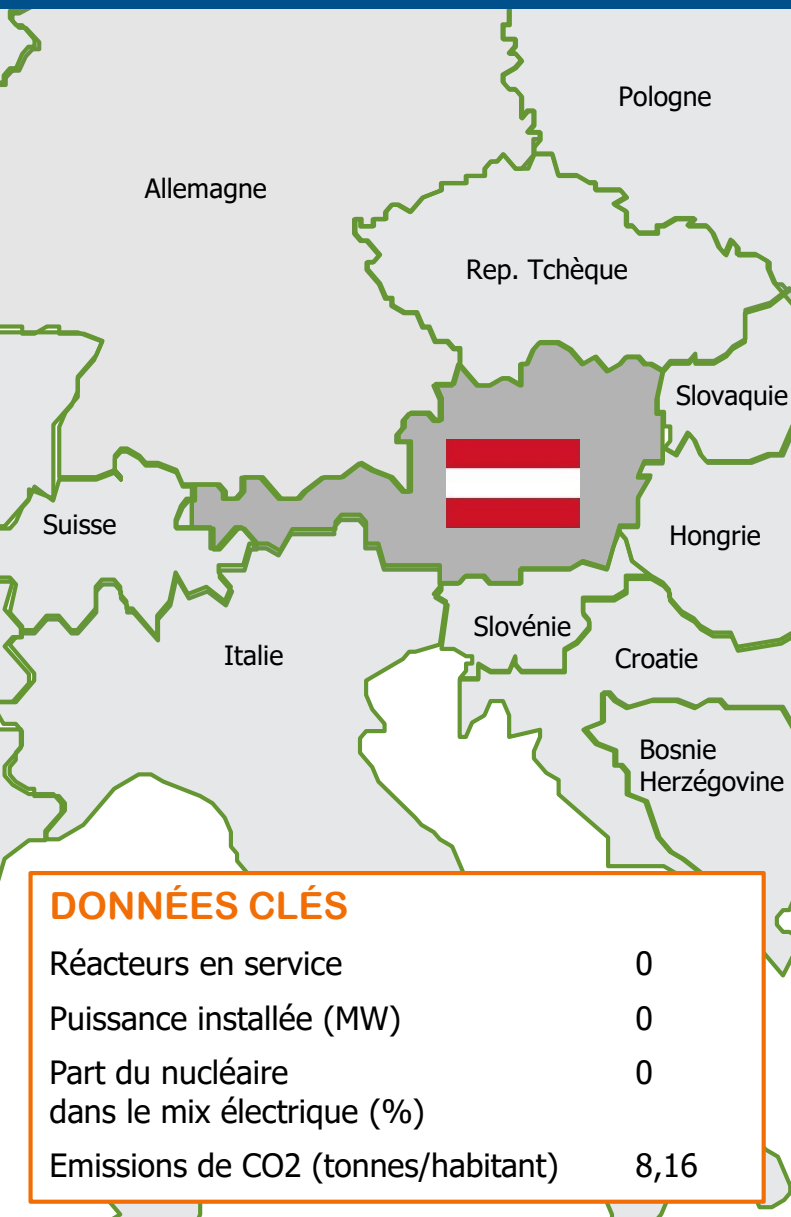 Pologne
Allemagne
Rep. Tchèque
Slovaquie
Suisse
Hongrie
Slovénie
Italie
Croatie
Bosnie
Herzégovine
DONNÉES CLÉS
Réacteurs en service 0
Puissance installée (MW) 0
Part du nucléaire 0
dans le mix électrique (%)
Emissions de CO2 (tonnes/habitant) 8,16